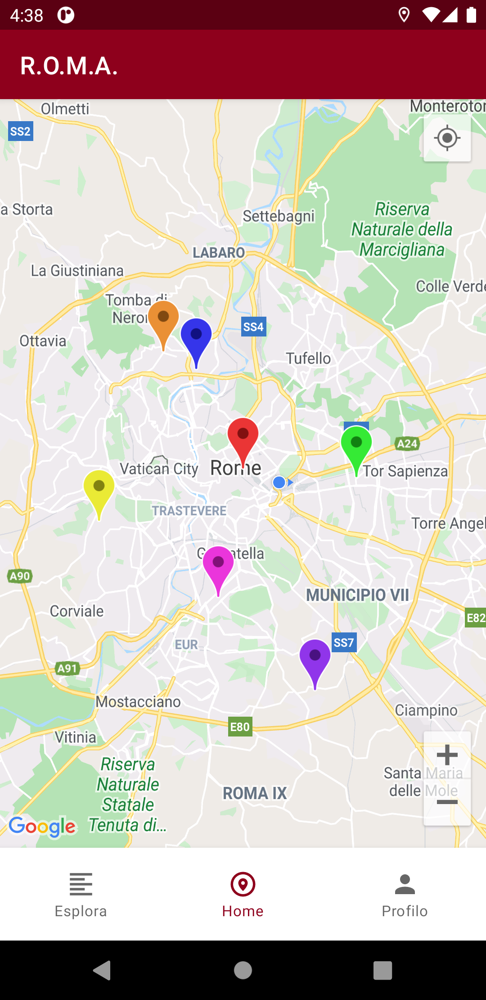 4:38
R.O.M.A.
Olmetti
Monteroton
SS2
a Storta
Settebagni
Riserva
Naturale della
Marcigliana
LABARO
La Giustiniana
Colle Verde
Tomba di
Neron
SS4
Ottavia
Tufello
A24
Rome
Vatican City
Tor Sapienza
TRASTEVERE
Torre Angel
A90
MUNICIPIO VII
Corviale
E82
EUR
SS7
A91
Mostacciano
Ciampino
E80
Vitinia
Riserva
Naturale
Statale
Tenuta di...
Santa Maria
delle Mole
ROMA IX
Google
Esplora
Home
Profilo